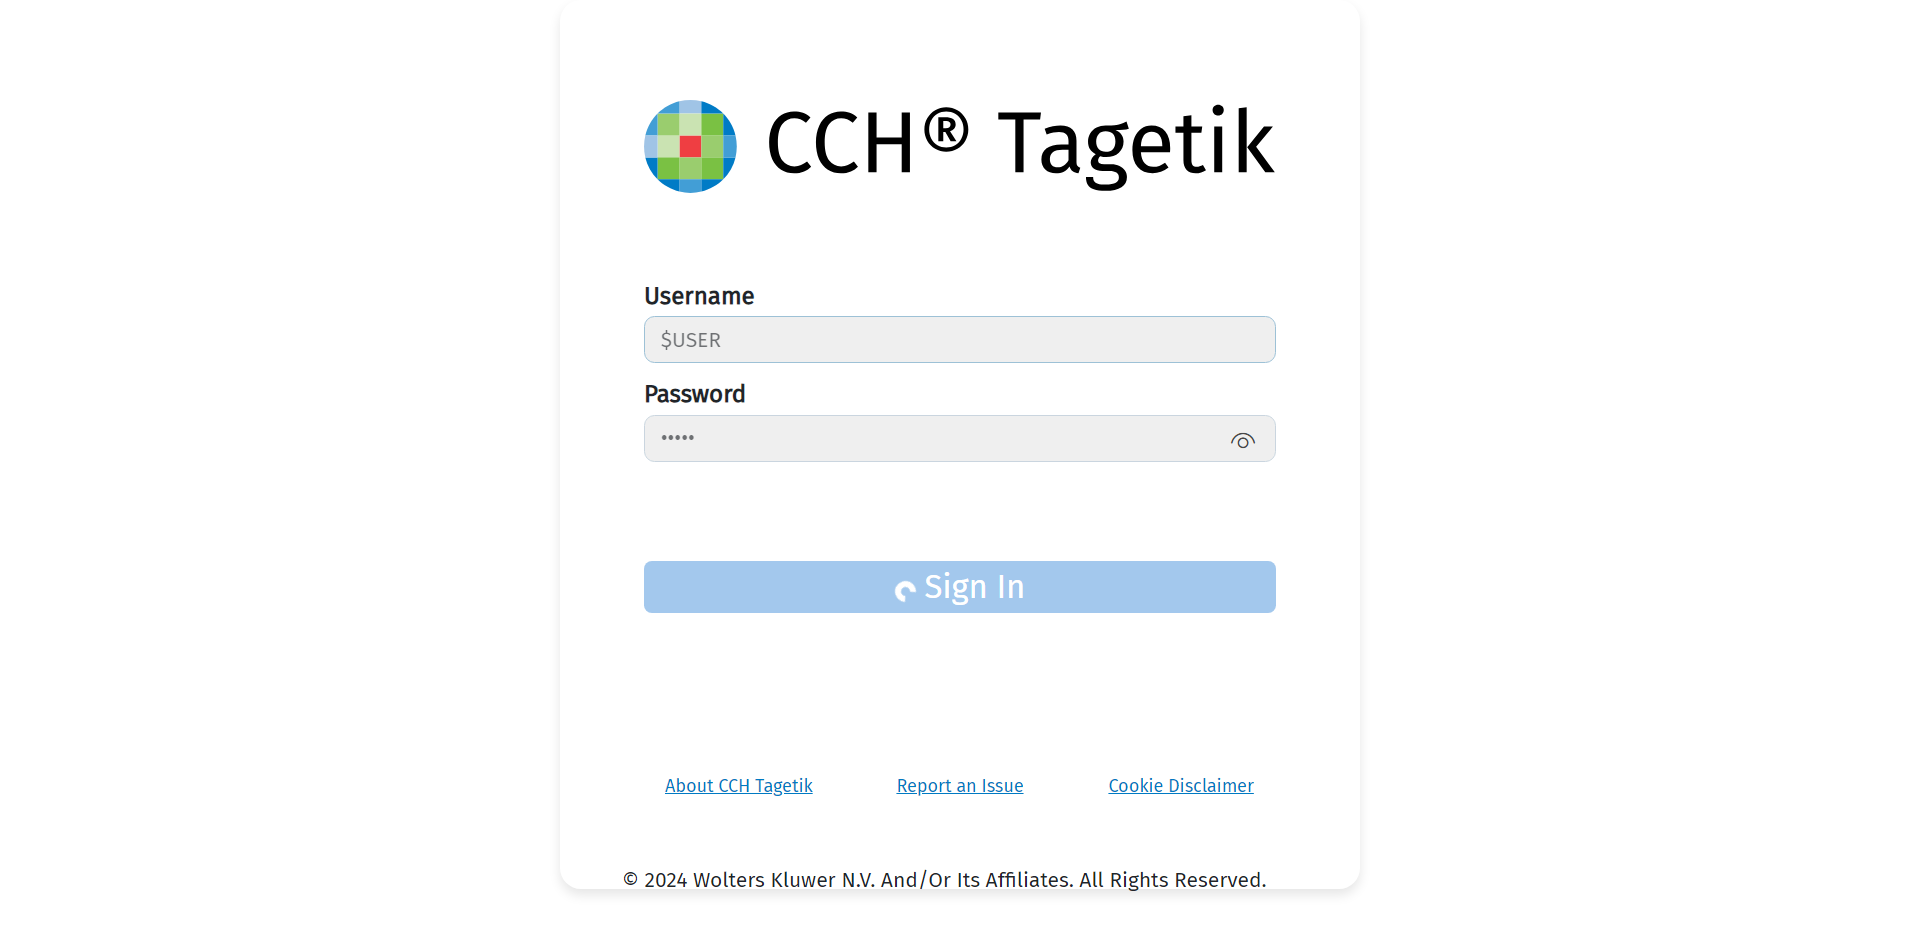 CCH® Tagetik
Username
$USER
Password
•••••
Sign In
About CCH Tagetik
Report an Issue
Cookie Disclaimer
© 2024 Wolters Kluwer N.V. And/Or Its Affiliates. All Rights Reserved.